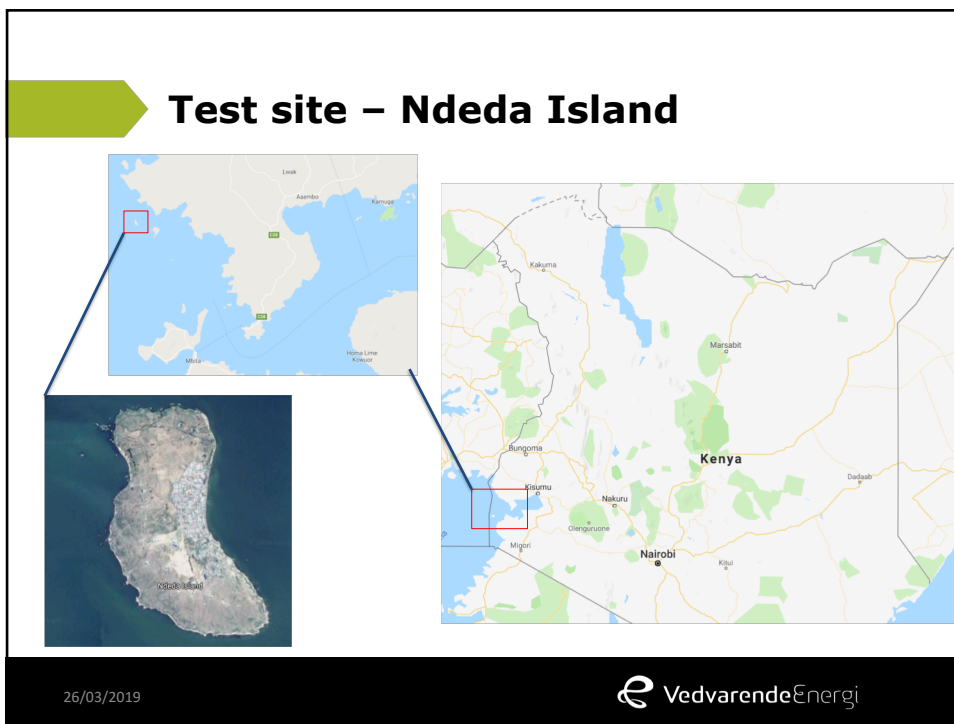 Test site – Ndeda Island
Lwak
Aaembo
Kamuga
C28
C28
Mbita
Homa Lime
Kowuor
Ndeda Island
Kakuma
Marsabit
Bungoma
Kenya
Kisumu
Nakuru
Dadaab
Olenguruone
Migori
Nairobi
Kitui
26/03/2019
VedvarendeEnergi